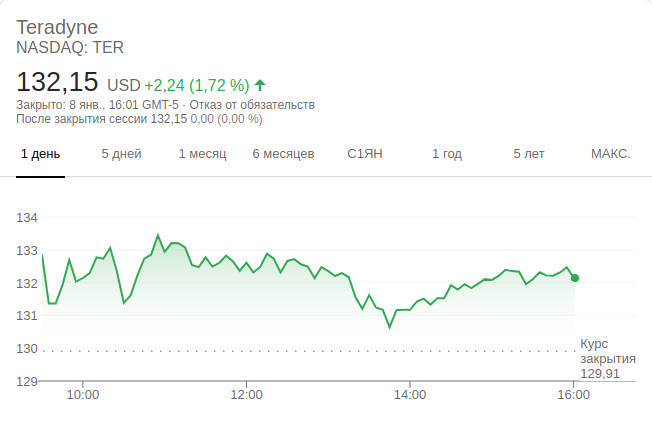 Teradyne
NASDAQ: TER
132,15 USD +2,24 (1,72 %)
Закрыто: 8 янв., 16:01 GMT-5 · Отказ от обязательств
После закрытия сессии 132,15 0,00 (0,00 %)
1 день 5 дней 1 месяц 6 месяцев С1ЯН 1 год 5 лет МАКС.
134
133
132
131
130
Курс
закрытия
129,91
129
10:00 12:00 14:00 16:00